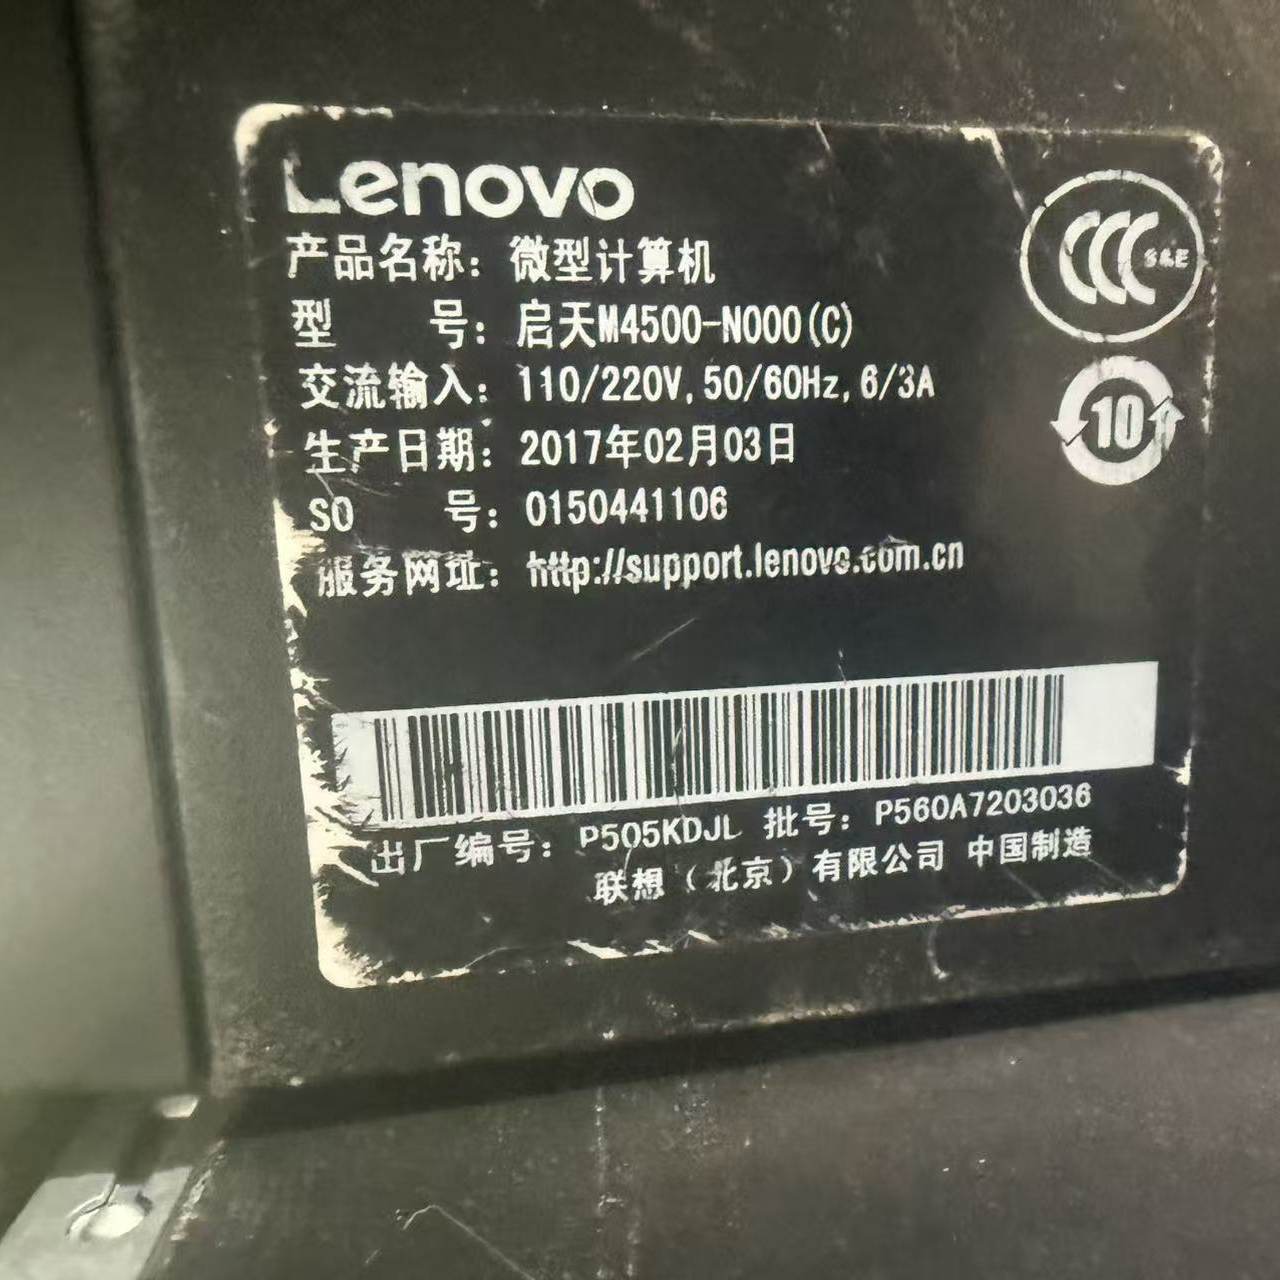 Lenovo
产品名称：微型计算机
S&E
型 号：启天M4500-N000(C)
交流输入：110/220V,50/60Hz,6/3A
10
生产日期：2017年02月03日
SO 号：0150441106
服务网址：http://support.lenovo.com.cn
出厂编号：P505KDJL 批号：P560A7203036
联想（北京）有限公司 中国制造